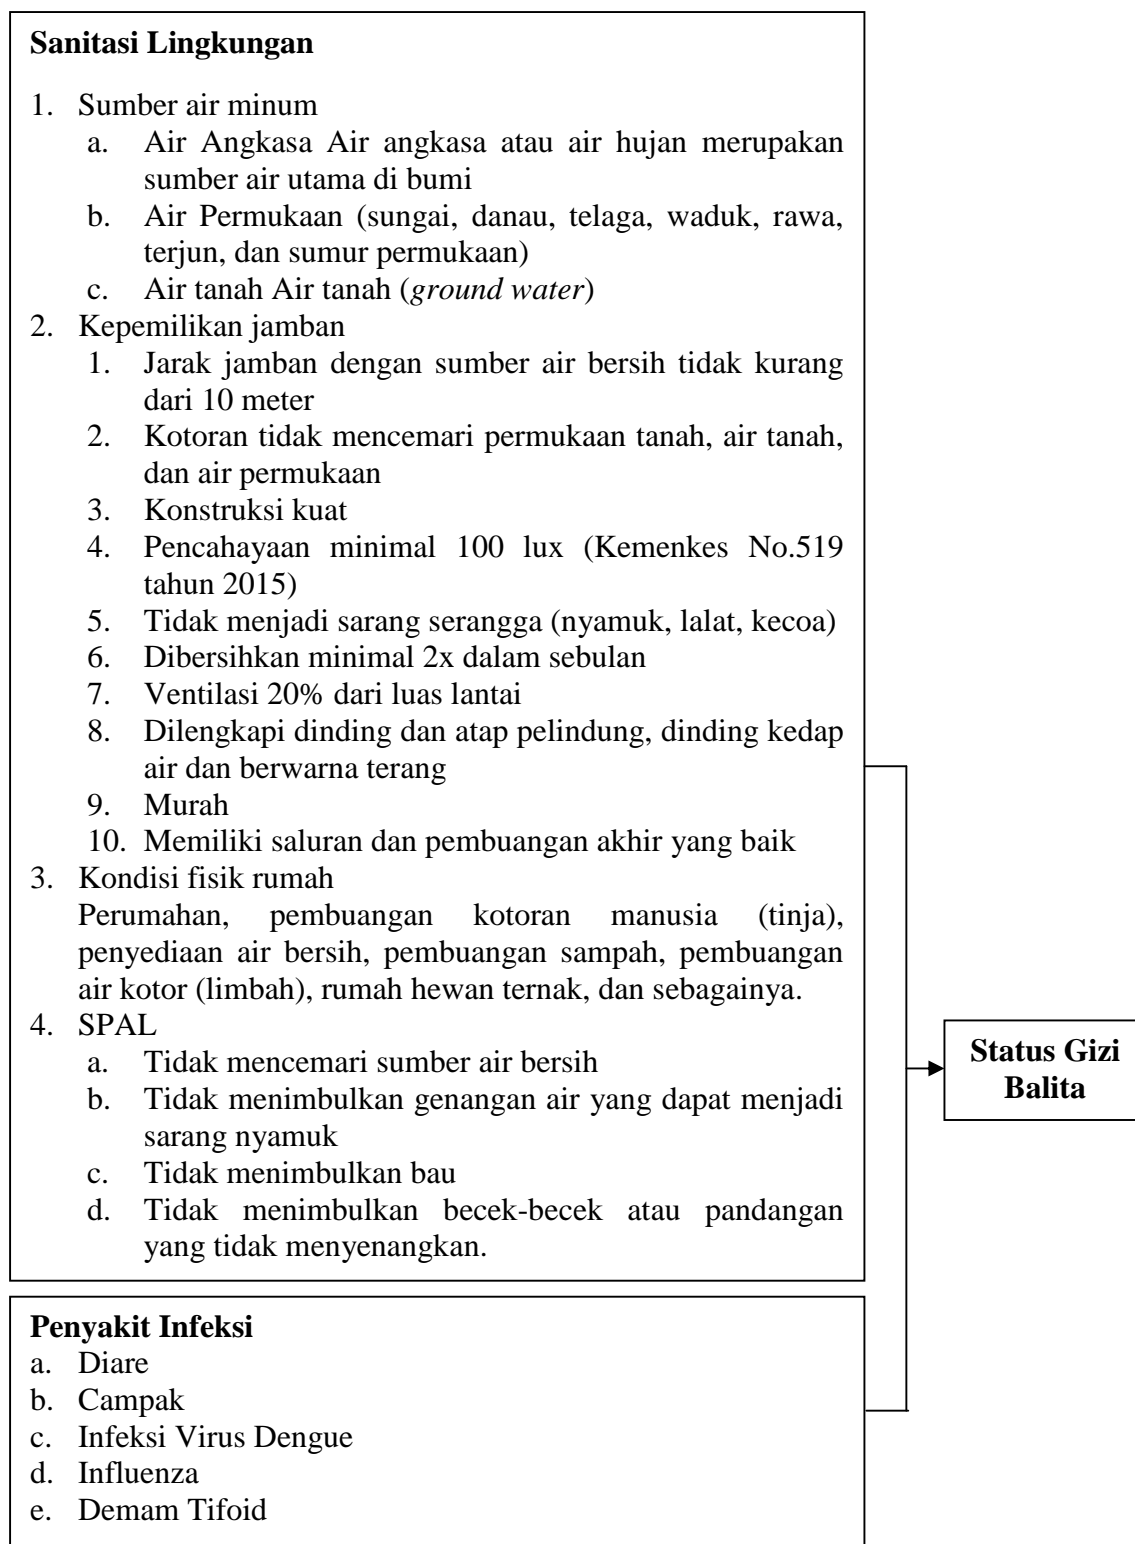 Sanitasi Lingkungan
1. Sumber air minum
a. Air Angkasa Air angkasa atau air hujan merupakan
sumber air utama di bumi
b. Air Permukaan (sungai, danau, telaga, waduk, rawa,
terjun, dan sumur permukaan)
c. Air tanah Air tanah (ground water)
2. Kepemilikan jamban
1. Jarak jamban dengan sumber air bersih tidak kurang
dari 10 meter
2. Kotoran tidak mencemari permukaan tanah, air tanah,
dan air permukaan
3. Konstruksi kuat
4. Pencahayaan minimal 100 lux (Kemenkes No.519
tahun 2015)
5. Tidak menjadi sarang serangga (nyamuk, lalat, kecoa)
6. Dibersihkan minimal 2x dalam sebulan
7. Ventilasi 20% dari luas lantai
8. Dilengkapi dinding dan atap pelindung, dinding kedap
air dan berwarna terang
9. Murah
10. Memiliki saluran dan pembuangan akhir yang baik
3. Kondisi fisik rumah
Perumahan, pembuangan kotoran manusia (tinja),
penyediaan air bersih, pembuangan sampah, pembuangan
air kotor (limbah), rumah hewan ternak, dan sebagainya.
4. SPAL
a. Tidak mencemari sumber air bersih
b. Tidak menimbulkan genangan air yang dapat menjadi
sarang nyamuk
c. Tidak menimbulkan bau
d. Tidak menimbulkan becek-becek atau pandangan
yang tidak menyenangkan.
Status Gizi
Balita
Penyakit Infeksi
a. Diare
b. Campak
c. Infeksi Virus Dengue
d. Influenza
e. Demam Tifoid